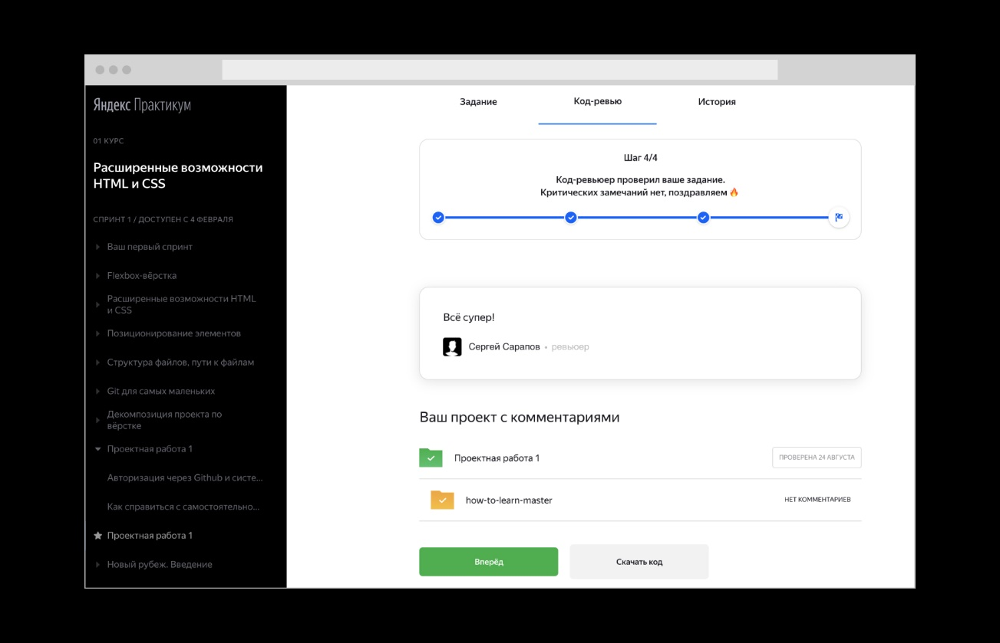 Яндекс Практикум
01 КУРС
Расширенные возможности
HTML и CSS
СПРИНТ 1 / ДОСТУПЕН С 4 ФЕВРАЛЯ
Ваш первый спринт
Flexbox-вёрстка
Расширенные возможности HTML
и CSS
Позиционирование элементов
Структура файлов, пути к файлам
Git для самых маленьких
Декомпозиция проекта по
вёрстке
Проектная работа 1
Авторизация через Github и систе...
Как справиться с самостоятельно...
Проектная работа 1
Новый рубеж. Введение
Задание
Код-ревью
История
Шаг 4/4
Код-ревьюер проверил ваше задание.
Критических замечаний нет, поздравляем 🔥
Всё супер!
Сергей Сарапов • ревьюер
Ваш проект с комментариями
Проектная работа 1
ПРОВЕРЕНА 24 АВГУСТА
how-to-learn-master
НЕТ КОММЕНТАРИЕВ
Вперёд
Скачать код